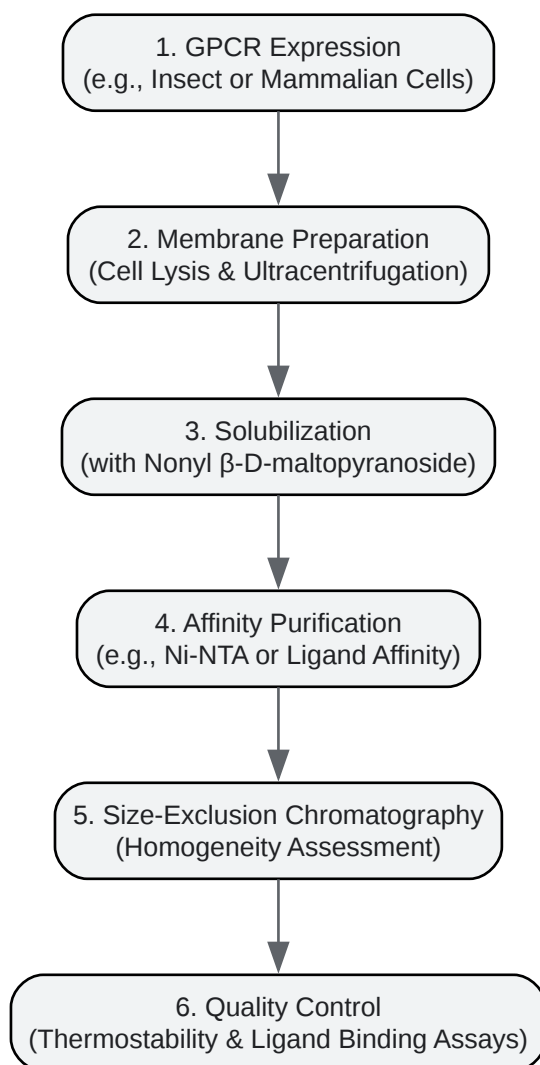 1. GPCR Expression
(e.g., Insect or Mammalian Cells)
2. Membrane Preparation
(Cell Lysis & Ultracentrifugation)
3. Solubilization
(with Nonyl β-D-maltopyranoside)
4. Affinity Purification
(e.g., Ni-NTA or Ligand Affinity)
5. Size-Exclusion Chromatography
(Homogeneity Assessment)
6. Quality Control
(Thermostability & Ligand Binding Assays)